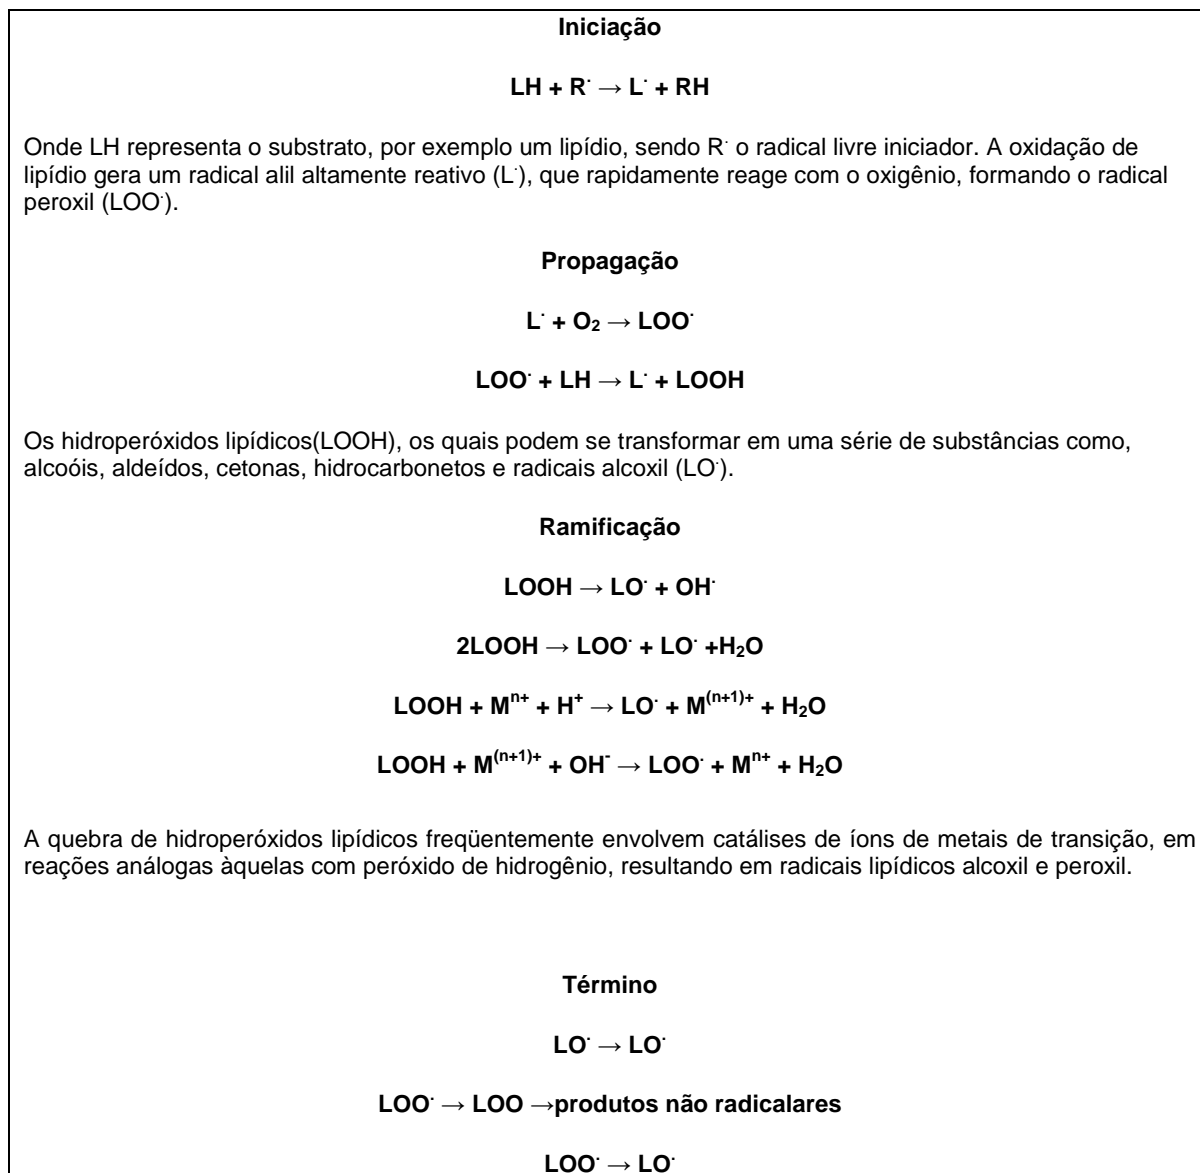 Iniciação
LH + R˙ → L˙ + RH
Onde LH representa o substrato, por exemplo um lipídio, sendo R˙ o radical livre iniciador. A oxidação de
lipídio gera um radical alil altamente reativo (L˙), que rapidamente reage com o oxigênio, formando o radical
peroxil (LOO˙).
Propagação
L˙ + O₂ → LOO˙
LOO˙ + LH → L˙ + LOOH
Os hidroperóxidos lipídicos(LOOH), os quais podem se transformar em uma série de substâncias como,
alcoóis, aldeídos, cetonas, hidrocarbonetos e radicais alcoxil (LO˙).
Ramificação
LOOH → LO˙ + OH˙
2LOOH → LOO˙ + LO˙ +H₂O
LOOH + Mⁿ⁺ + H⁺ → LO˙ + M⁽ⁿ⁺¹⁾⁺ + H₂O
LOOH + M⁽ⁿ⁺¹⁾⁺ + OH⁻ → LOO˙ + Mⁿ⁺ + H₂O
A quebra de hidroperóxidos lipídicos freqüentemente envolvem catálises de íons de metais de transição, em
reações análogas àquelas com peróxido de hidrogênio, resultando em radicais lipídicos alcoxil e peroxil.
Término
LO˙ → LO˙
LOO˙ → LOO →produtos não radicalares
LOO˙ → LO˙